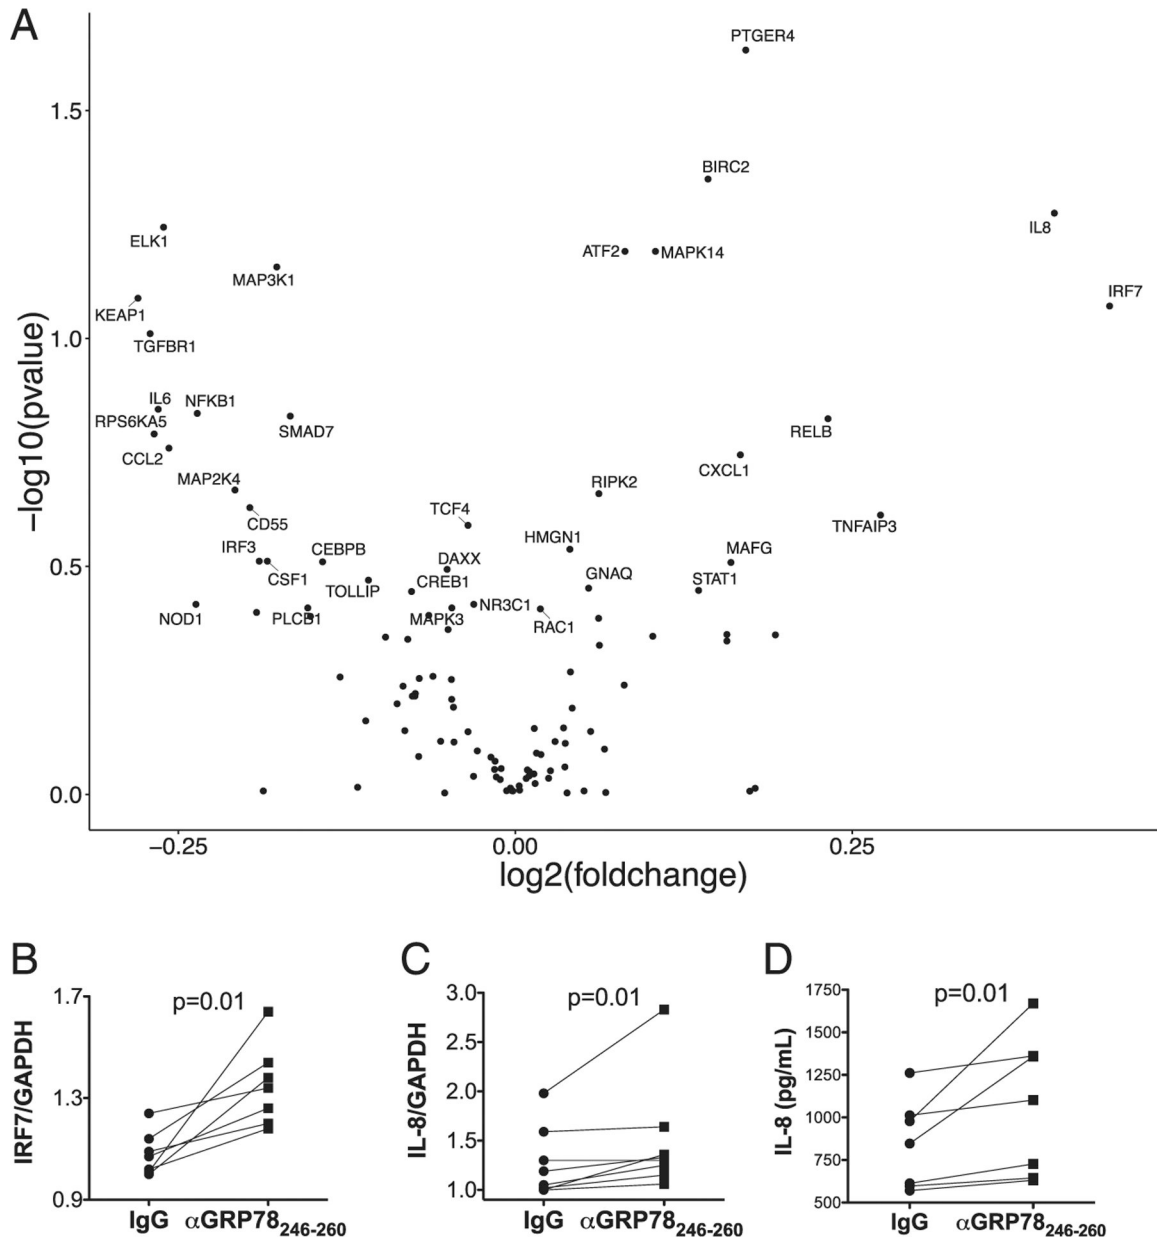 A
PTGER4
1.5
BIRC2
IL8
ELK1
ATF2 MAPK14
MAP3K1
IRF7
KEAP1
1.0
TGFBR1
−log10(pvalue)
IL6 NFKB1
RPS6KA5
SMAD7
RELB
CCL2
CXCL1
MAP2K4
RIPK2
CD55
TCF4
TNFAIP3
HMGN1
IRF3 CEBPB
DAXX
MAFG
0.5
CSF1
TOLLIP
CREB1
GNAQ
STAT1
NOD1
PLCB1
MAPK3
NR3C1
RAC1
0.0
−0.25 0.00 0.25
log2(foldchange)
B
p=0.01
1.7
1.3
0.9
IRF7/GAPDH
IgG αGRP78246-260
C
p=0.01
3.0
2.5
2.0
1.5
1.0
IL-8/GAPDH
IgG αGRP78246-260
D
p=0.01
1750
1500
1250
1000
750
500
IL-8 (pg/mL)
IgG αGRP78246-260